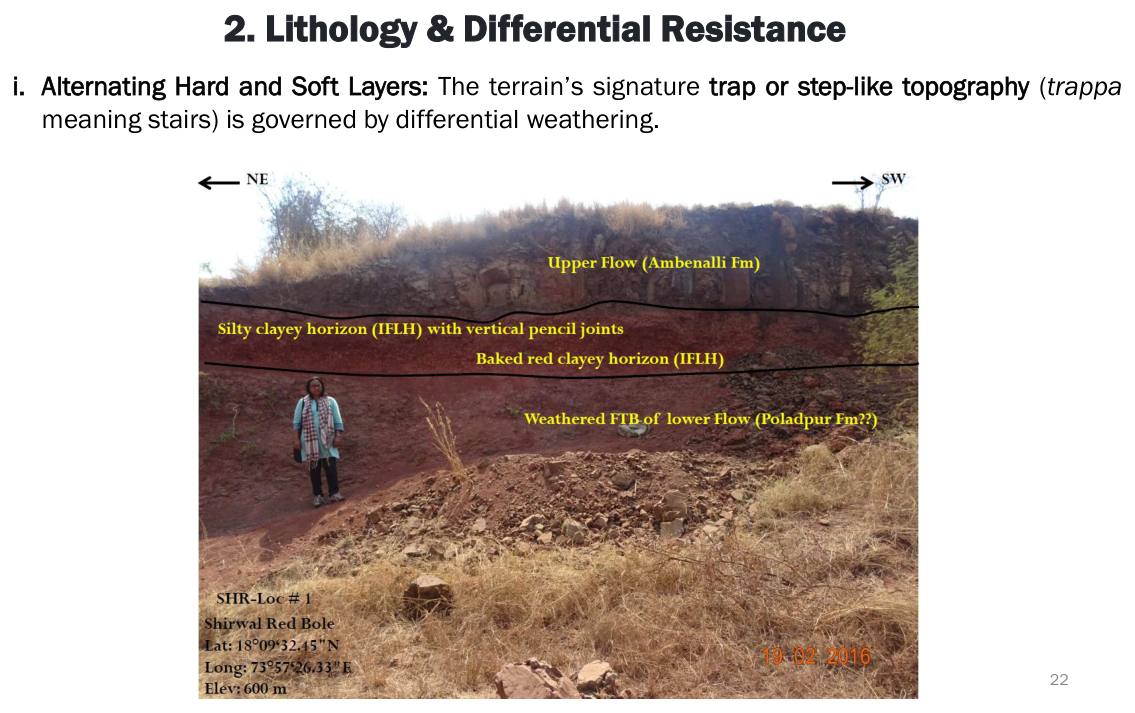 2. Lithology & Differential Resistance
i. Alternating Hard and Soft Layers: The terrain’s signature trap or step-like topography (trappa
meaning stairs) is governed by differential weathering.
NE
SW
Upper Flow (Ambenalli Fm)
Silty clayey horizon (IFLH) with vertical pencil joints
Baked red clayey horizon (IFLH)
Weathered FTB of lower Flow (Poladpur Fm??)
SHR-Loc # 1
Shirwal Red Bole
Lat: 18°09'32.45"N
Long: 73°57'26.33"E
Elev: 600 m
19 02 2016
22